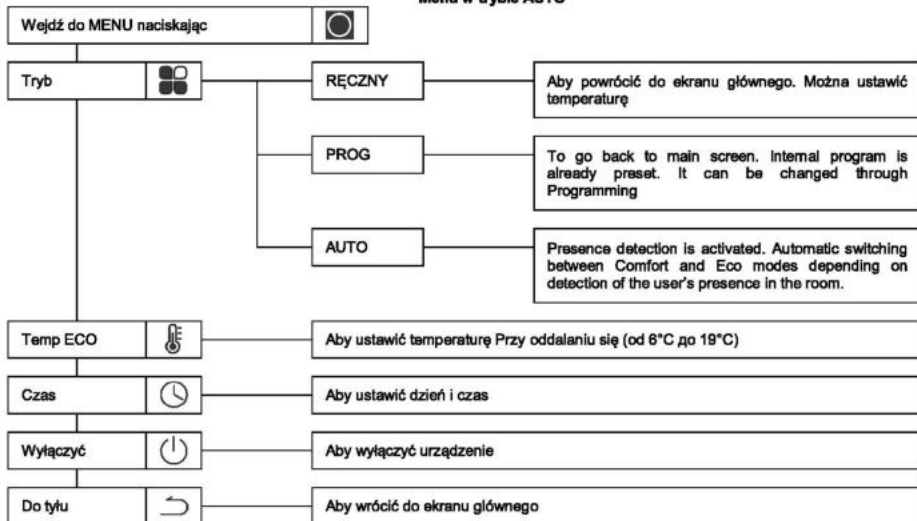 Menu w trybie AUTO
Wejdź do MENU naciskając
Tryb
RĘCZNY
Aby powrócić do ekranu głównego. Można ustawić
temperaturę
PROG
To go back to main screen. Internal program is
already preset. It can be changed through
Programming
AUTO
Presence detection is activated. Automatic switching
between Comfort and Eco modes depending on
detection of the user's presence in the room.
Temp ECO
Aby ustawić temperaturę Przy oddalaniu się (od 6°C до 19°C)
Czas
Aby ustawić dzień i czas
Wyłączyć
Aby wyłączyć urządzenie
Do tyłu
Aby wrócić do ekranu głównego